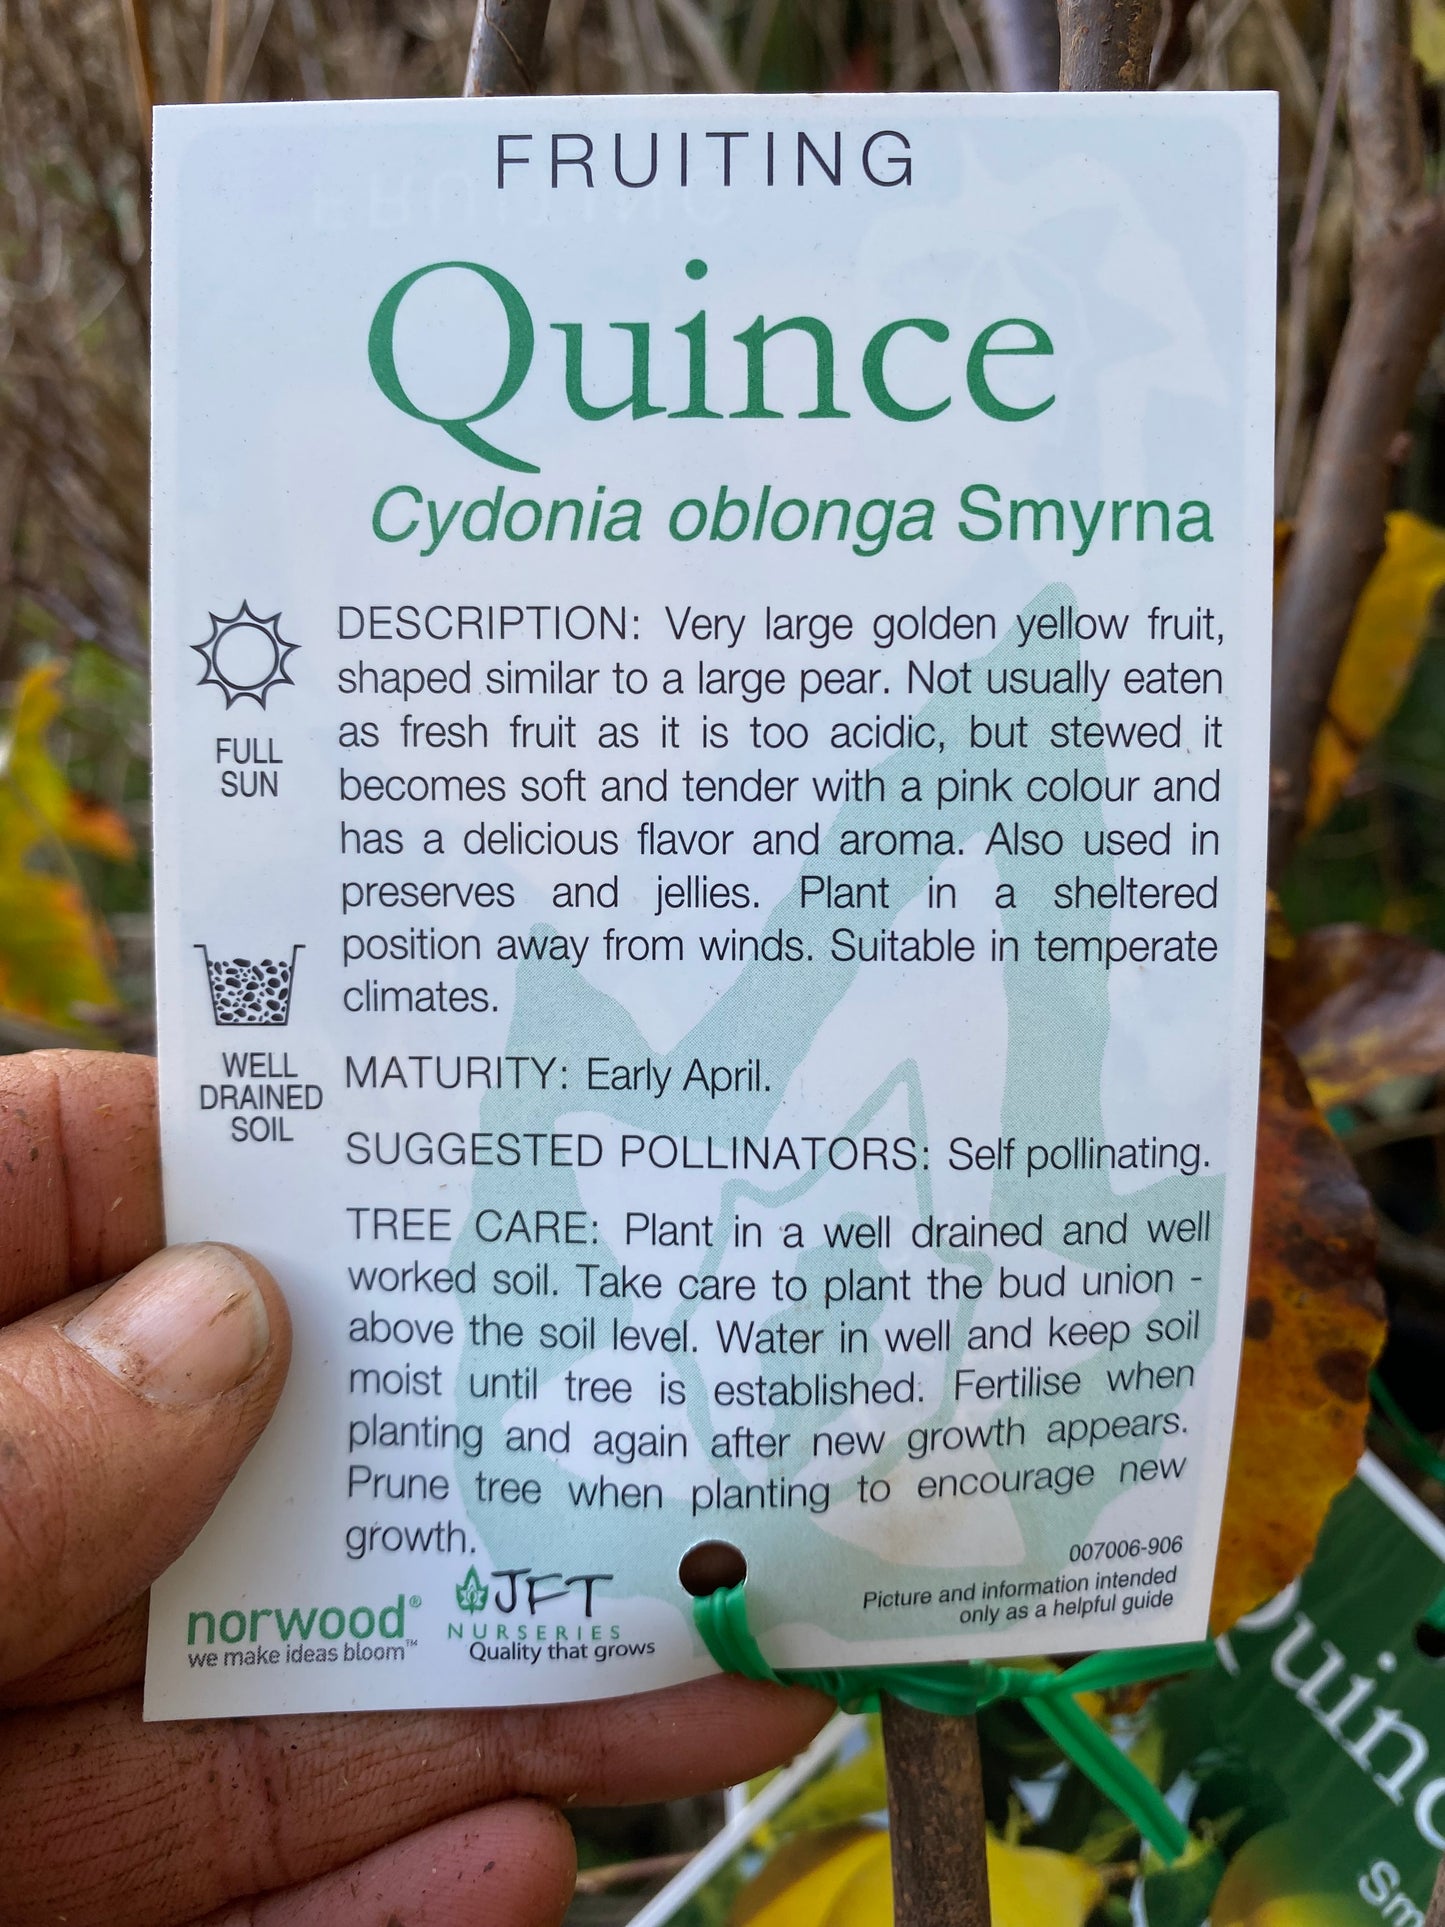 FRUITING
Quince
Cydonia oblonga Smyrna
FULL
SUN
DESCRIPTION: Very large golden yellow fruit,
shaped similar to a large pear. Not usually eaten
as fresh fruit as it is too acidic, but stewed it
becomes soft and tender with a pink colour and
has a delicious flavor and aroma. Also used in
preserves and jellies. Plant in a sheltered
position away from winds. Suitable in temperate
climates.
WELL
DRAINED
SOIL
MATURITY: Early April.
SUGGESTED POLLINATORS: Self pollinating.
TREE CARE: Plant in a well drained and well
worked soil. Take care to plant the bud union -
above the soil level. Water in well and keep soil
moist until tree is established. Fertilise when
planting and again after new growth appears.
Prune tree when planting to encourage new
growth.
norwood®
we make ideas bloom™
JFT
NURSERIES
Quality that grows
007006-906
Picture and information intended
only as a helpful guide